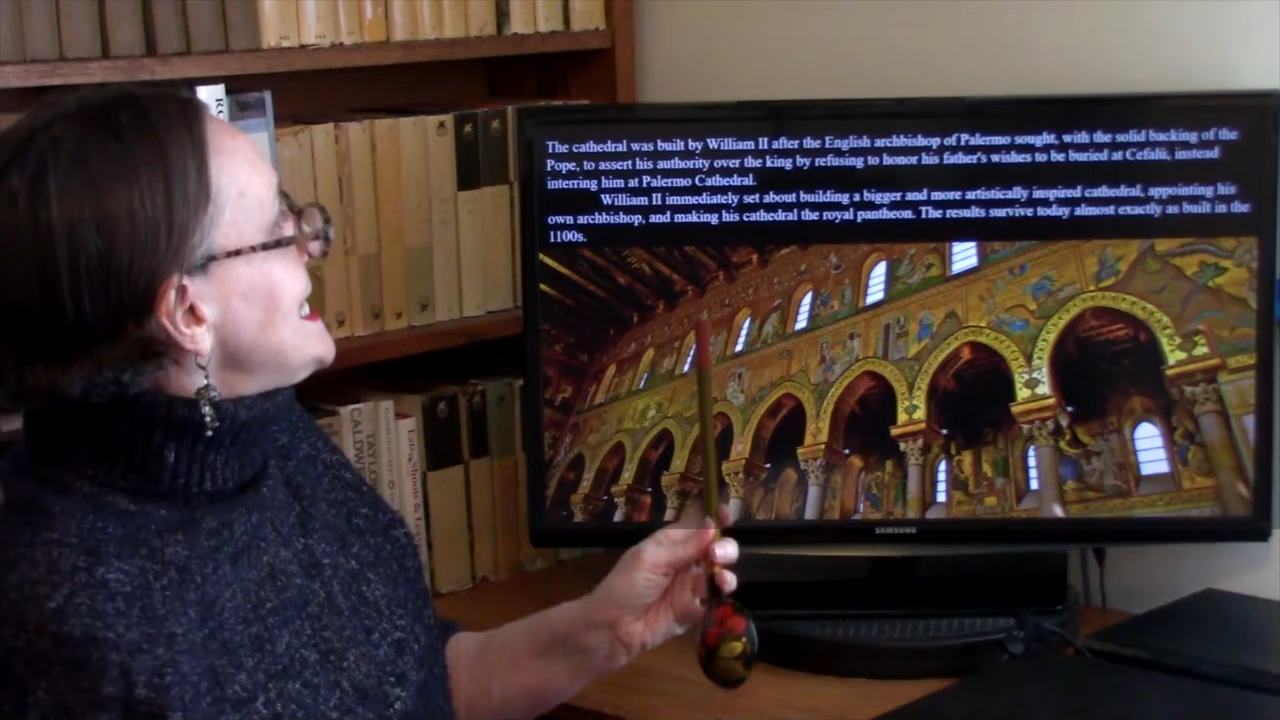 The cathedral was built by William II after the English archbishop of Palermo sought, with the solid backing of the
Pope, to assert his authority over the king by refusing to honor his father's wishes to be buried at Cefalù, instead
interring him at Palermo Cathedral.
William II immediately set about building a bigger and more artistically inspired cathedral, appointing his
own archbishop, and making his cathedral the royal pantheon. The results survive today almost exactly as built in the
1100s.
SAMSUNG
TAYLOR
CALDWELL
Eats, Shoots &